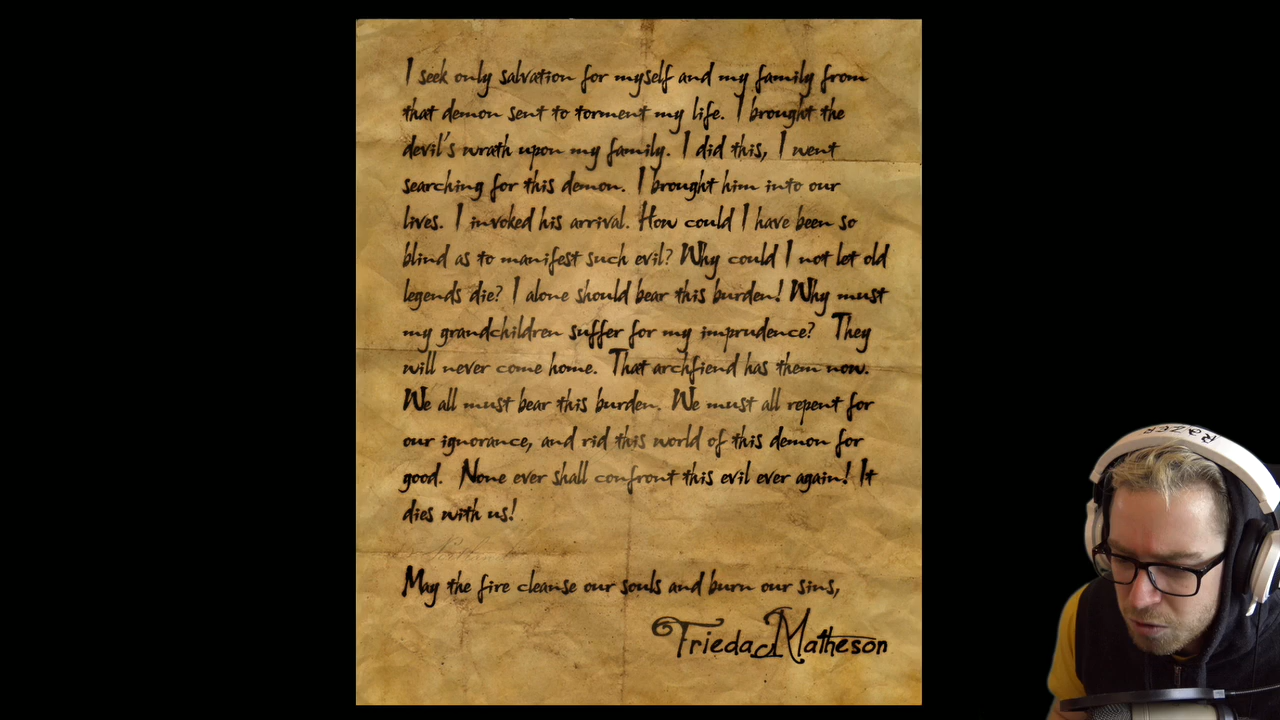 I seek only salvation for myself and my family from
that demon sent to torment my life. I brought the
devil's wrath upon my family. I did this, I went
searching for this demon. I brought him into our
lives. I invoked his arrival. How could I have been so
blind as to manifest such evil? Why could I not let old
legends die? I alone should bear this burden! Why must
my grandchildren suffer for my imprudence? They
will never come home. That archfiend has them now.
We all must bear this burden. We must all repent for
our ignorance, and rid this world of this demon for
good. None ever shall confront this evil ever again! It
dies with us!
May the fire cleanse our souls and burn our sins,
Frieda Matheson
RAZER